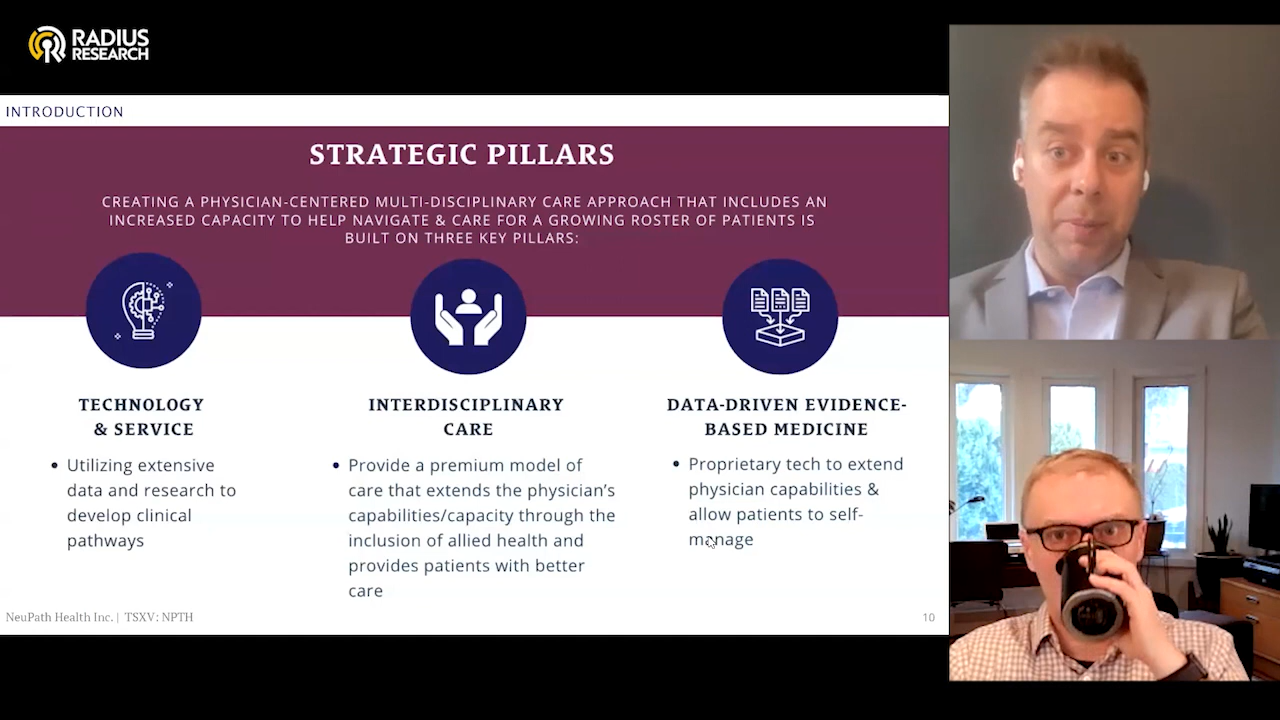 RADIUS
RESEARCH
INTRODUCTION
STRATEGIC PILLARS
CREATING A PHYSICIAN-CENTERED MULTI-DISCIPLINARY CARE APPROACH THAT INCLUDES AN
INCREASED CAPACITY TO HELP NAVIGATE & CARE FOR A GROWING ROSTER OF PATIENTS IS
BUILT ON THREE KEY PILLARS:
TECHNOLOGY
& SERVICE
• Utilizing extensive
data and research to
develop clinical
pathways
INTERDISCIPLINARY
CARE
• Provide a premium model of
care that extends the physician's
capabilities/capacity through the
inclusion of allied health and
provides patients with better
care
DATA-DRIVEN EVIDENCE-
BASED MEDICINE
• Proprietary tech to extend
physician capabilities &
allow patients to self-
manage
NeuPath Health Inc. | TSXV: NPTH
10